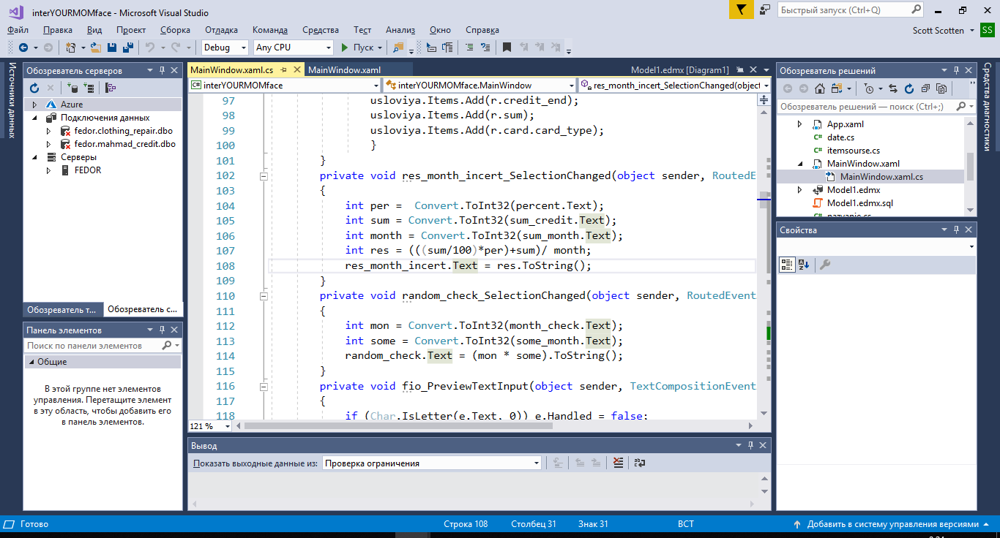 interYOURMOMface - Microsoft Visual Studio
Быстрый запуск (Ctrl+Q)
Файл Правка Вид Проект Сборка Отладка Команда Средства Тест Анализ Окно Справка
Scott Scotten SS
Debug Any CPU Пуск
Источники данных
Обозреватель серверов
Azure
Подключения данных
fedor.clothing_repair.dbo
fedor.mahmad_credit.dbo
Серверы
FEDOR
Обозреватель т... Обозреватель с...
Панель элементов
Поиск по панели элементов
Общие
В этой группе нет элементов
управления. Перетащите элемент
в эту область, чтобы добавить его
в панель элементов.
MainWindow.xaml.cs MainWindow.xaml Model1.edmx [Diagram1]
interYOURMOMface interYOURMOMface.MainWindow res_month_incert_SelectionChanged(object
97 usloviya.Items.Add(r.credit_end);
98 usloviya.Items.Add(r.sum);
99 usloviya.Items.Add(r.card.card_type);
100 }
101 }
102 private void res_month_incert_SelectionChanged(object sender, RoutedE
103 {
104 int per =  Convert.ToInt32(percent.Text);
105 int sum = Convert.ToInt32(sum_credit.Text);
106 int month = Convert.ToInt32(sum_month.Text);
107 int res = (((sum/100)*per)+sum)/ month;
108 res_month_incert.Text = res.ToString();
109 }
110 private void random_check_SelectionChanged(object sender, RoutedEvent
111 {
112 int mon = Convert.ToInt32(month_check.Text);
113 int some = Convert.ToInt32(some_month.Text);
114 random_check.Text = (mon * some).ToString();
115 }
116 private void fio_PreviewTextInput(object sender, TextCompositionEvent
117 {
118 if (Char.IsLetter(e.Text, 0)) e.Handled = false;
121 %
Вывод
Показать выходные данные из: Проверка ограничения
Обозреватель решений
Обозреватель решений — поиск (Ctrl+;)
App.xaml
date.cs
itemsourse.cs
MainWindow.xaml
MainWindow.xaml.cs
Model1.edmx
Model1.edmx.sql
Свойства
Средства диагностики
Готово Строка 108 Столбец 31 Знак 31 ВСТ Добавить в систему управления версиями